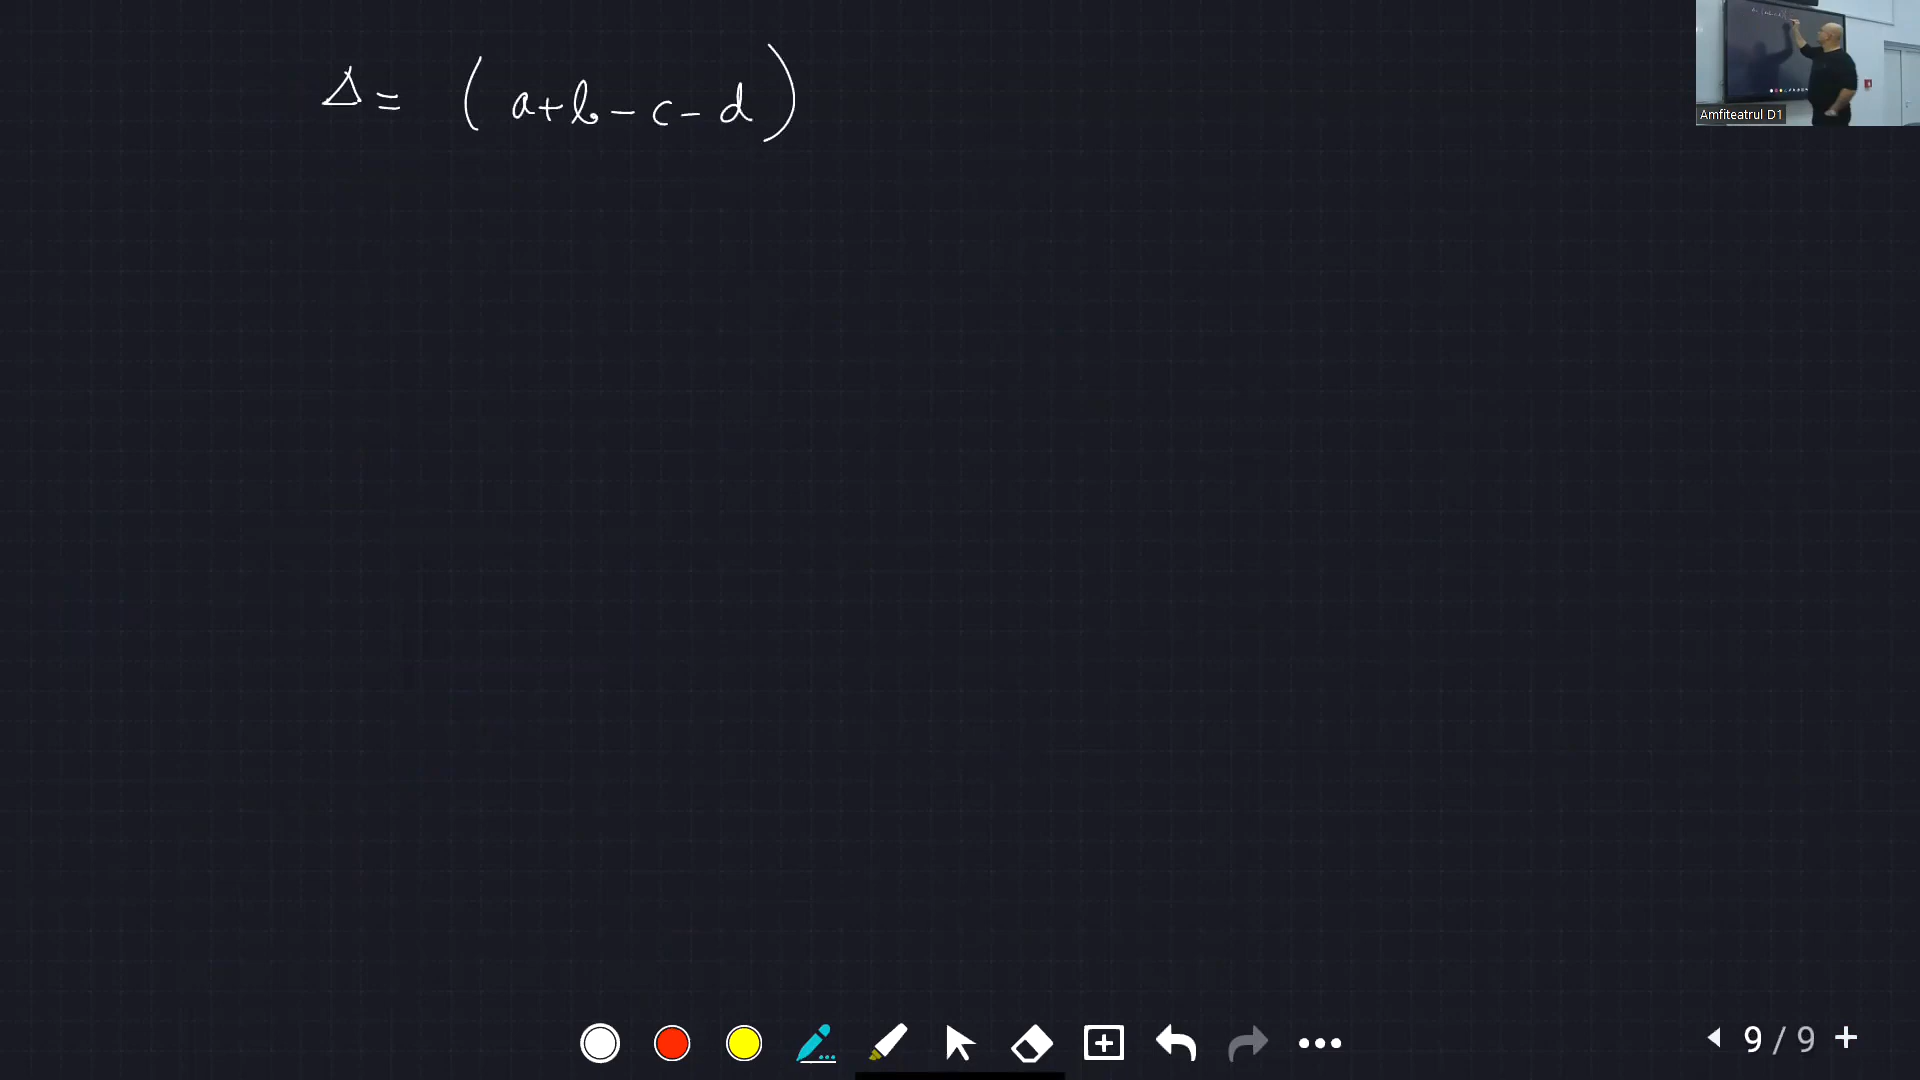 Δ = (a+b-c-d)
Amfiteatrul D1
9 / 9